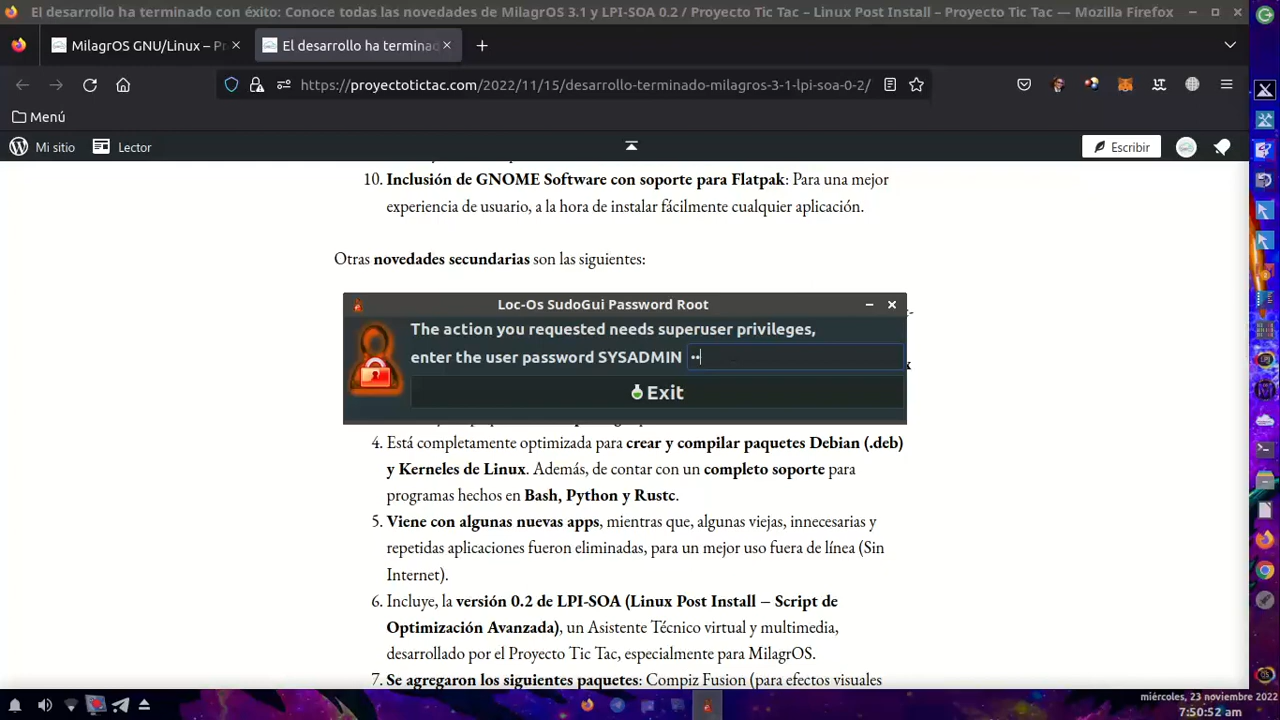 El desarrollo ha terminado con éxito: Conoce todas las novedades de MilagrOS 3.1 y LPI-SOA 0.2 / Proyecto Tic Tac – Linux Post Install – Proyecto Tic Tac — Mozilla Firefox
MilagrOS GNU/Linux – Pr
El desarrollo ha terminado
https://proyectotictac.com/2022/11/15/desarrollo-terminado-milagros-3-1-lpi-soa-0-2/
Menú
Mi sitio
Lector
Escribir
10. Inclusión de GNOME Software con soporte para Flatpak: Para una mejor
experiencia de usuario, a la hora de instalar fácilmente cualquier aplicación.
Otras novedades secundarias son las siguientes:
Loc-Os SudoGui Password Root
The action you requested needs superuser privileges,
enter the user password SYSADMIN ••
Exit
4. Está completamente optimizada para crear y compilar paquetes Debian (.deb)
y Kerneles de Linux. Además, de contar con un completo soporte para
programas hechos en Bash, Python y Rustc.
5. Viene con algunas nuevas apps, mientras que, algunas viejas, innecesarias y
repetidas aplicaciones fueron eliminadas, para un mejor uso fuera de línea (Sin
Internet).
6. Incluye, la versión 0.2 de LPI-SOA (Linux Post Install – Script de
Optimización Avanzada), un Asistente Técnico virtual y multimedia,
desarrollado por el Proyecto Tic Tac, especialmente para MilagrOS.
7. Se agregaron los siguientes paquetes: Compiz Fusion (para efectos visuales
miércoles, 23 noviembre 2022
7:50:52 am